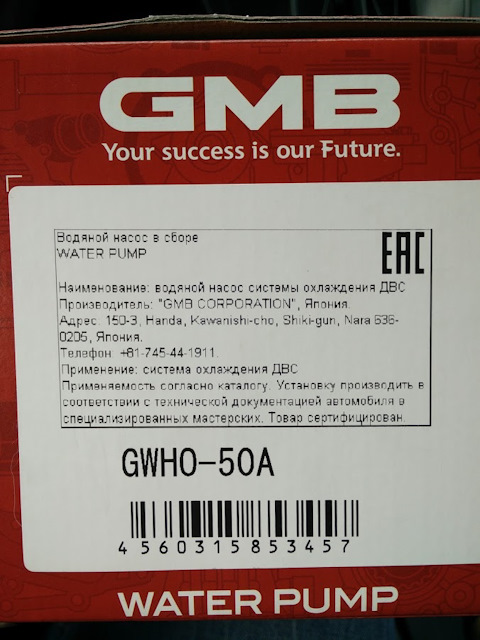 GMB
Your success is our Future.
Водяной насос в сборе
WATER PUMP
EAC
Наименование: водяной насос системы охлаждения ДВС
Производитель: "GMB CORPORATION", Япония.
Адрес: 150-3, Handa, Kawanishi-cho, Shiki-gun, Nara 636-
0205, Япония.
Телефон: +81-745-44-1911.
Применение: система охлаждения ДВС
Применяемость согласно каталогу. Установку производить в
соответствии с технической документацией автомобиля в
специализированных мастерских. Товар сертифицирован.
GWHO-50A
4560315853457
WATER PUMP